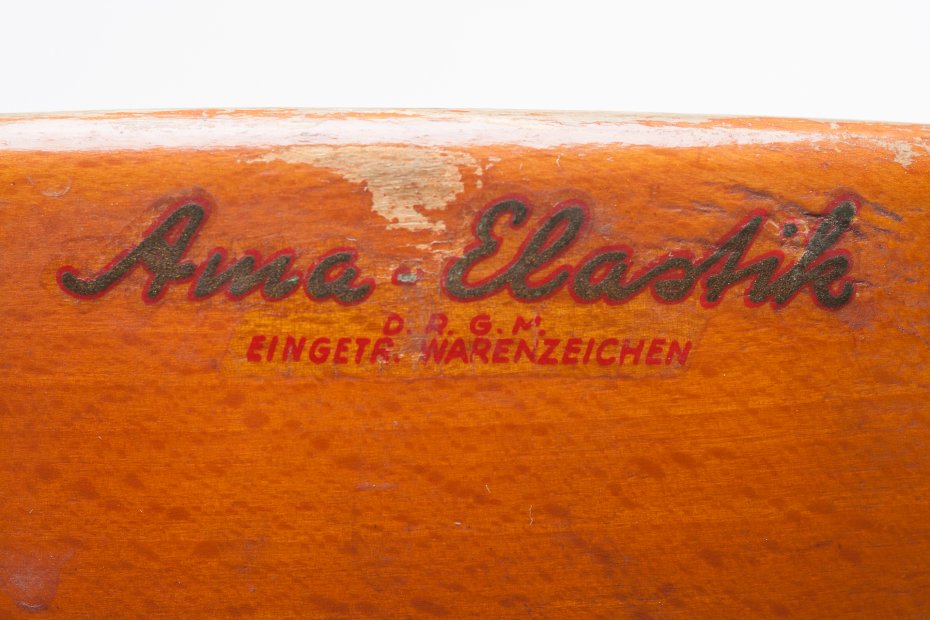 Ama-Elastik
D. R. G. M.
EINGETR. WARENZEICHEN